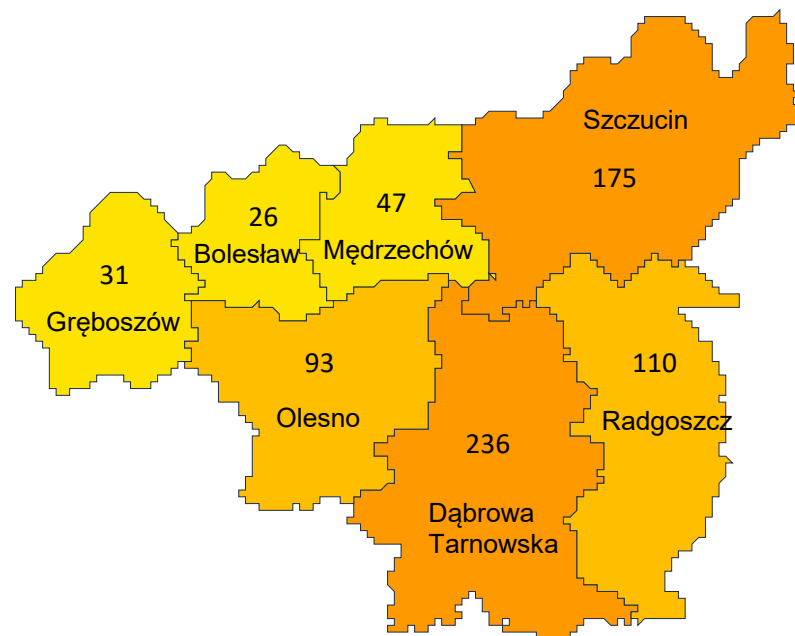 Szczucin
175
47
Mędrzechów
26
Bolesław
31
Gręboszów
93
Olesno
110
Radgoszcz
236
Dąbrowa
Tarnowska